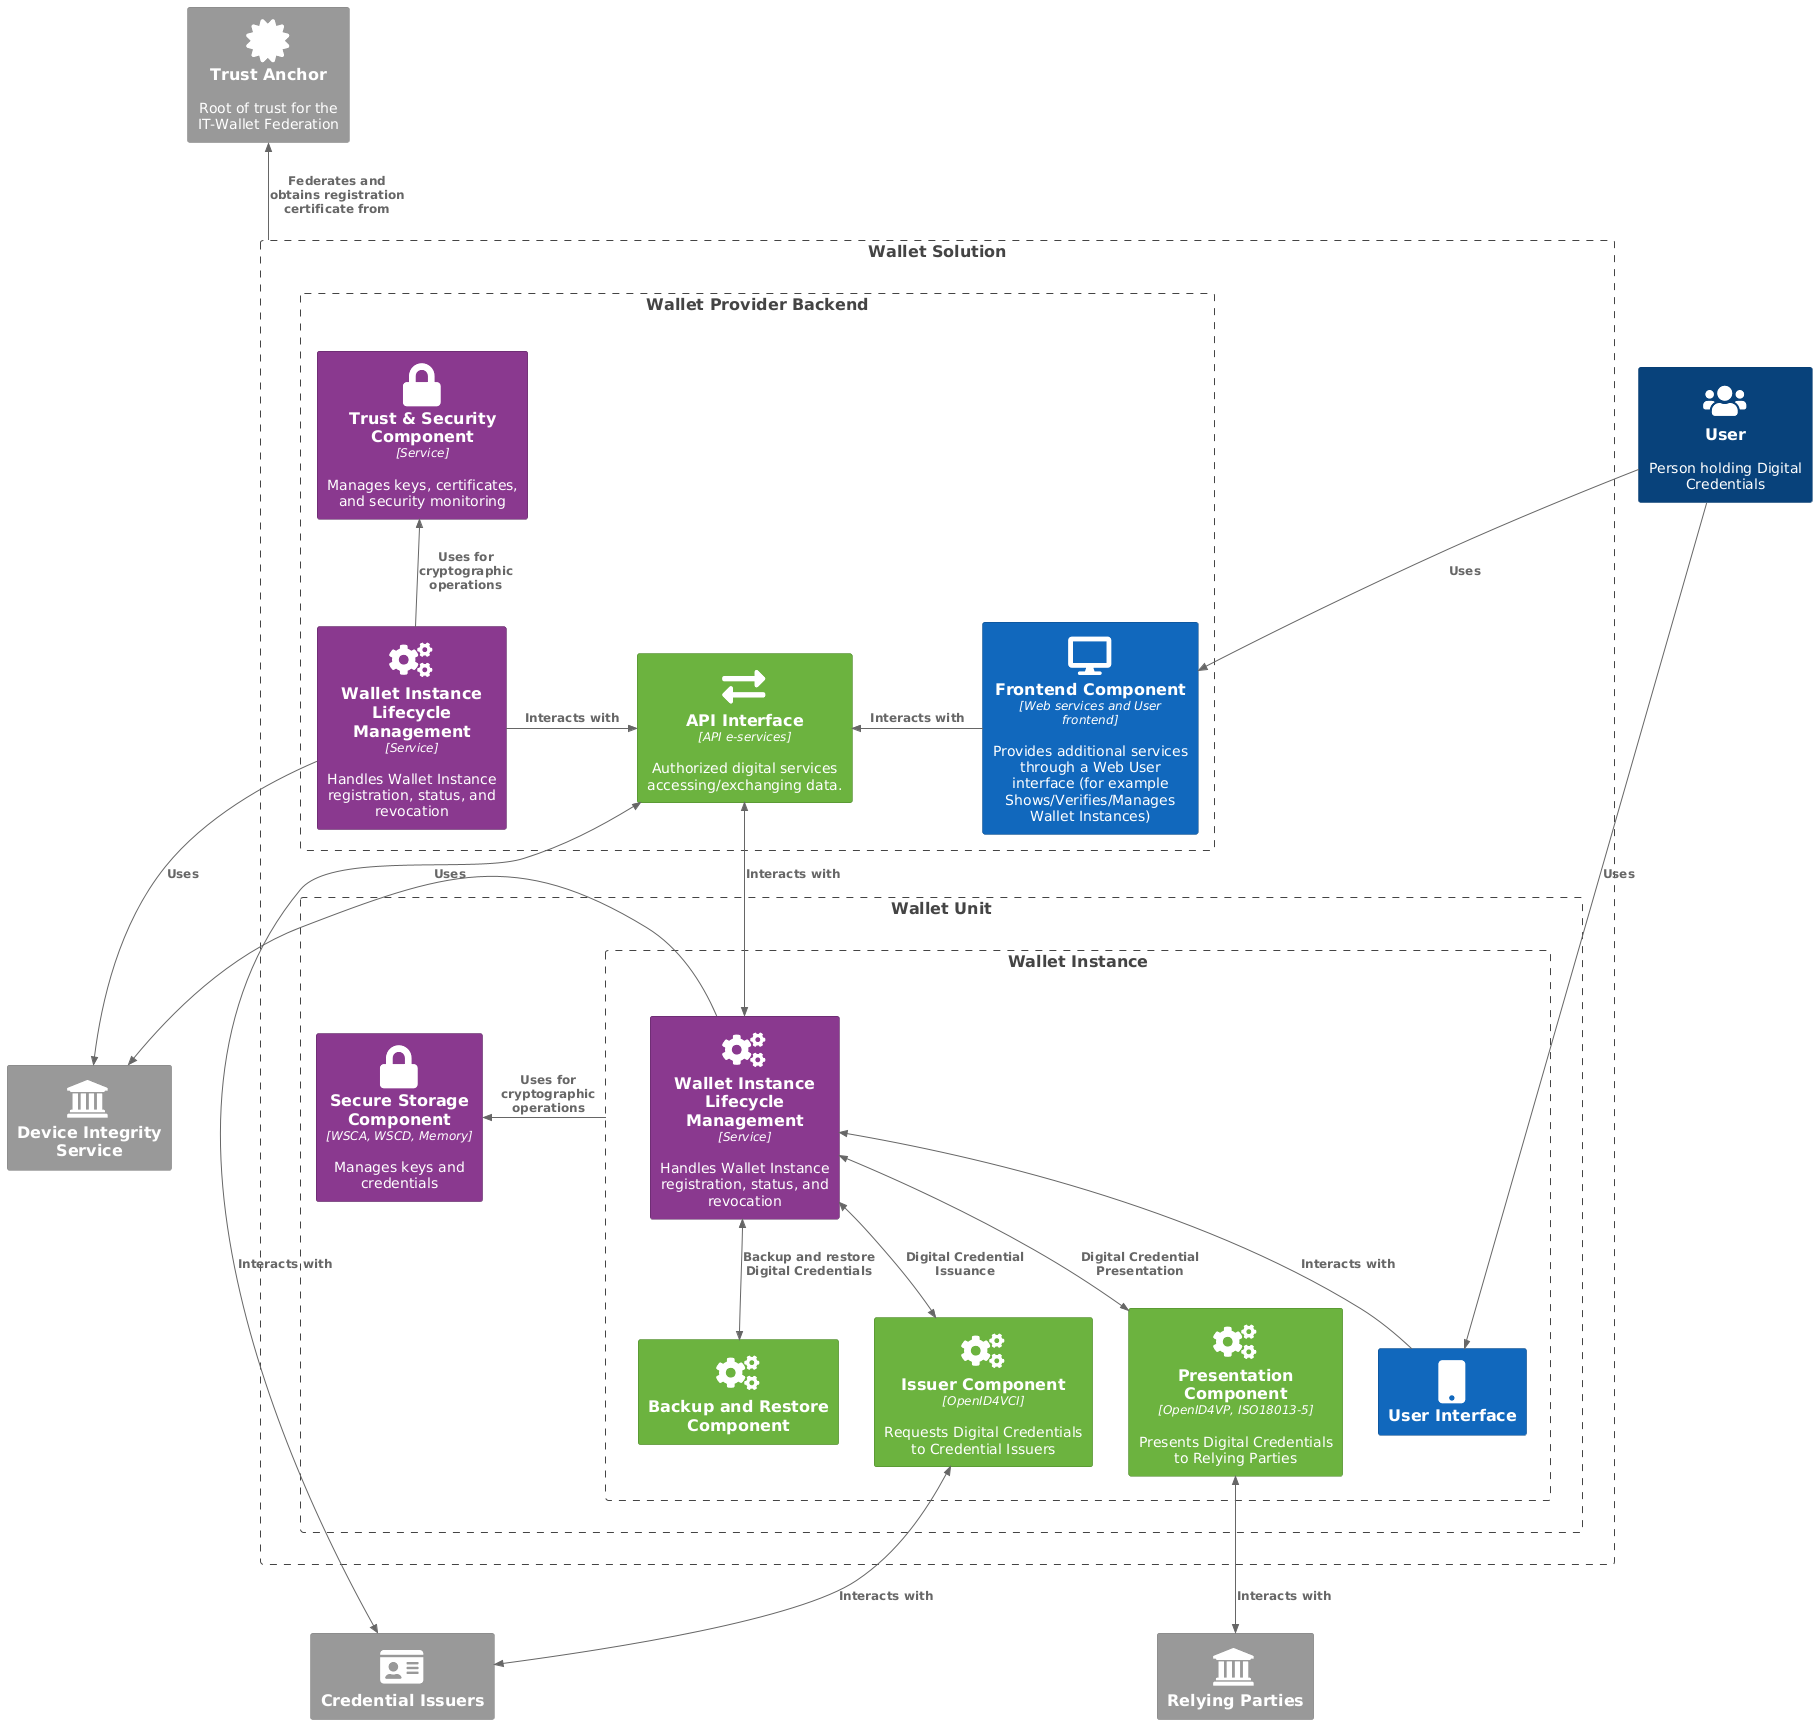 Trust Anchor
Root of trust for the
IT-Wallet Federation
Federates and
obtains registration
certificate from
Wallet Solution
Wallet Provider Backend
Trust & Security
Component
[Service]
Manages keys, certificates,
and security monitoring
User
Person holding Digital
Credentials
Uses for
cryptographic
operations
Uses
Wallet Instance
Lifecycle
Management
[Service]
Handles Wallet Instance
registration, status, and
revocation
Interacts with
API Interface
[API e-services]
Authorized digital services
accessing/exchanging data.
Interacts with
Frontend Component
[Web services and User
frontend]
Provides additional services
through a Web User
interface (for example
Shows/Verifies/Manages
Wallet Instances)
Uses
Uses
Interacts with
Uses
Wallet Unit
Wallet Instance
Device Integrity
Service
Secure Storage
Component
[WSCA, WSCD, Memory]
Manages keys and
credentials
Uses for
cryptographic
operations
Wallet Instance
Lifecycle
Management
[Service]
Handles Wallet Instance
registration, status, and
revocation
Interacts with
Backup and restore
Digital Credentials
Digital Credential
Issuance
Digital Credential
Presentation
Interacts with
Backup and Restore
Component
Issuer Component
[OpenID4VCI]
Requests Digital Credentials
to Credential Issuers
Presentation
Component
[OpenID4VP, ISO18013-5]
Presents Digital Credentials
to Relying Parties
User Interface
Interacts with
Interacts with
Credential Issuers
Relying Parties